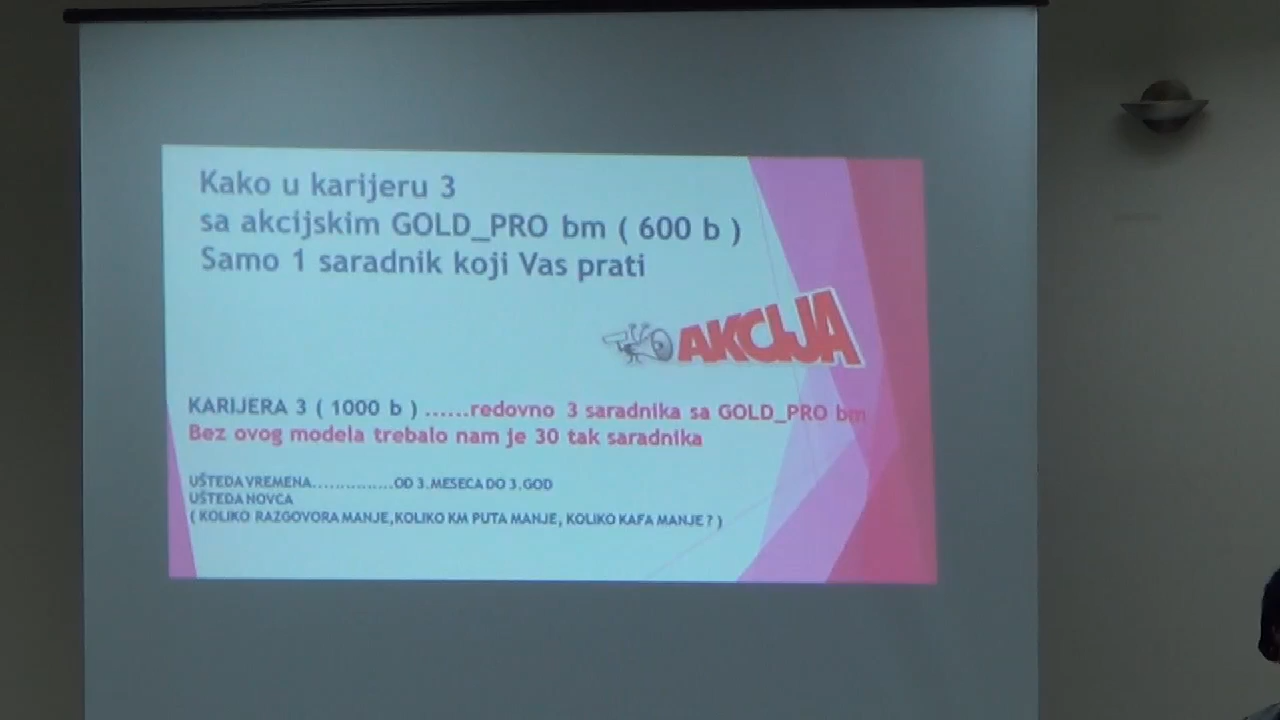 Kako u karijeru 3
sa akcijskim GOLD_PRO bm ( 600 b )
Samo 1 saradnik koji Vas prati
AKCIJA
KARIJERA 3 ( 1000 b ) ......redovno 3 saradnika sa GOLD_PRO bm
Bez ovog modela trebalo nam je 30 tak saradnika
UŠTEDA VREMENA...............OD 3.MESECA DO 3.GOD
UŠTEDA NOVCA
( KOLIKO RAZGOVORA MANJE,KOLIKO KM PUTA MANJE, KOLIKO KAFA MANJE ? )